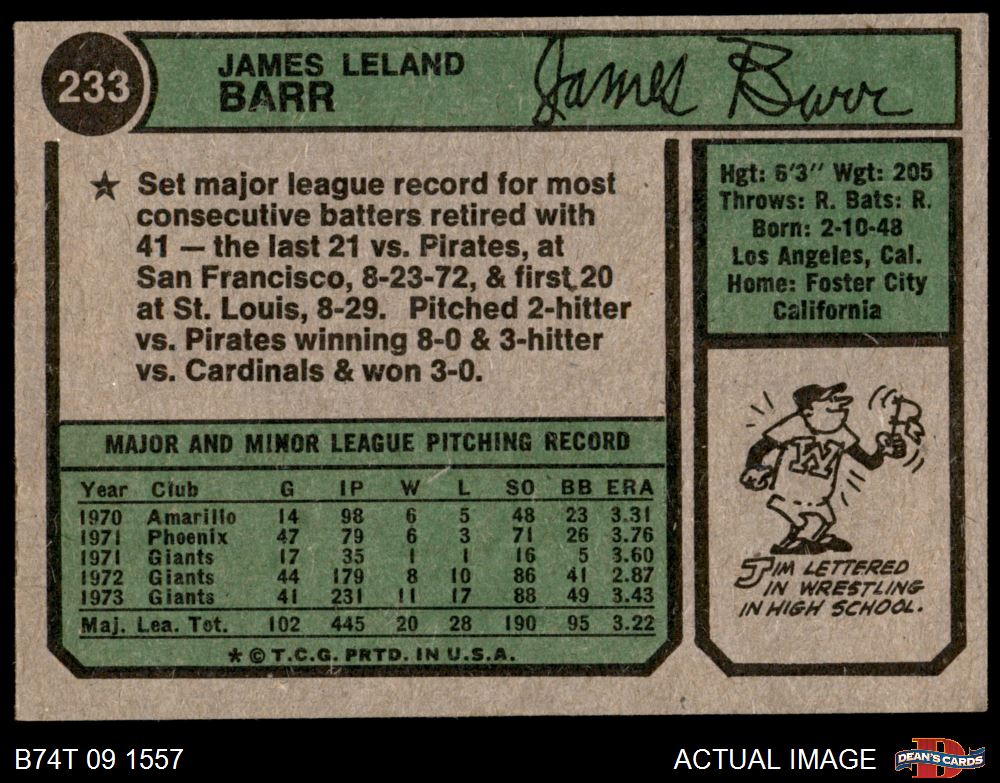 233
JAMES LELAND
BARR
James Barr
★ Set major league record for most
consecutive batters retired with
41 — the last 21 vs. Pirates, at
San Francisco, 8-23-72, & first 20
at St. Louis, 8-29. Pitched 2-hitter
vs. Pirates winning 8-0 & 3-hitter
vs. Cardinals & won 3-0.
Hgt: 6'3'' Wgt: 205
Throws: R. Bats: R.
Born: 2-10-48
Los Angeles, Cal.
Home: Foster City
California
MAJOR AND MINOR LEAGUE PITCHING RECORD
Year Club G IP W L SO BB ERA
1970 Amarillo 14 98 6 5 48 23 3.31
1971 Phoenix 47 79 6 3 71 26 3.76
1971 Giants 17 35 1 1 16 5 3.60
1972 Giants 44 179 8 10 86 41 2.87
1973 Giants 41 231 11 17 88 49 3.43
Maj. Lea. Tot. 102 445 20 28 190 95 3.22
* © T.C.G. PRTD. IN U.S.A.
W
JIM LETTERED
IN WRESTLING
IN HIGH SCHOOL.
B74T 09 1557
ACTUAL IMAGE
D
DEAN'S CARDS